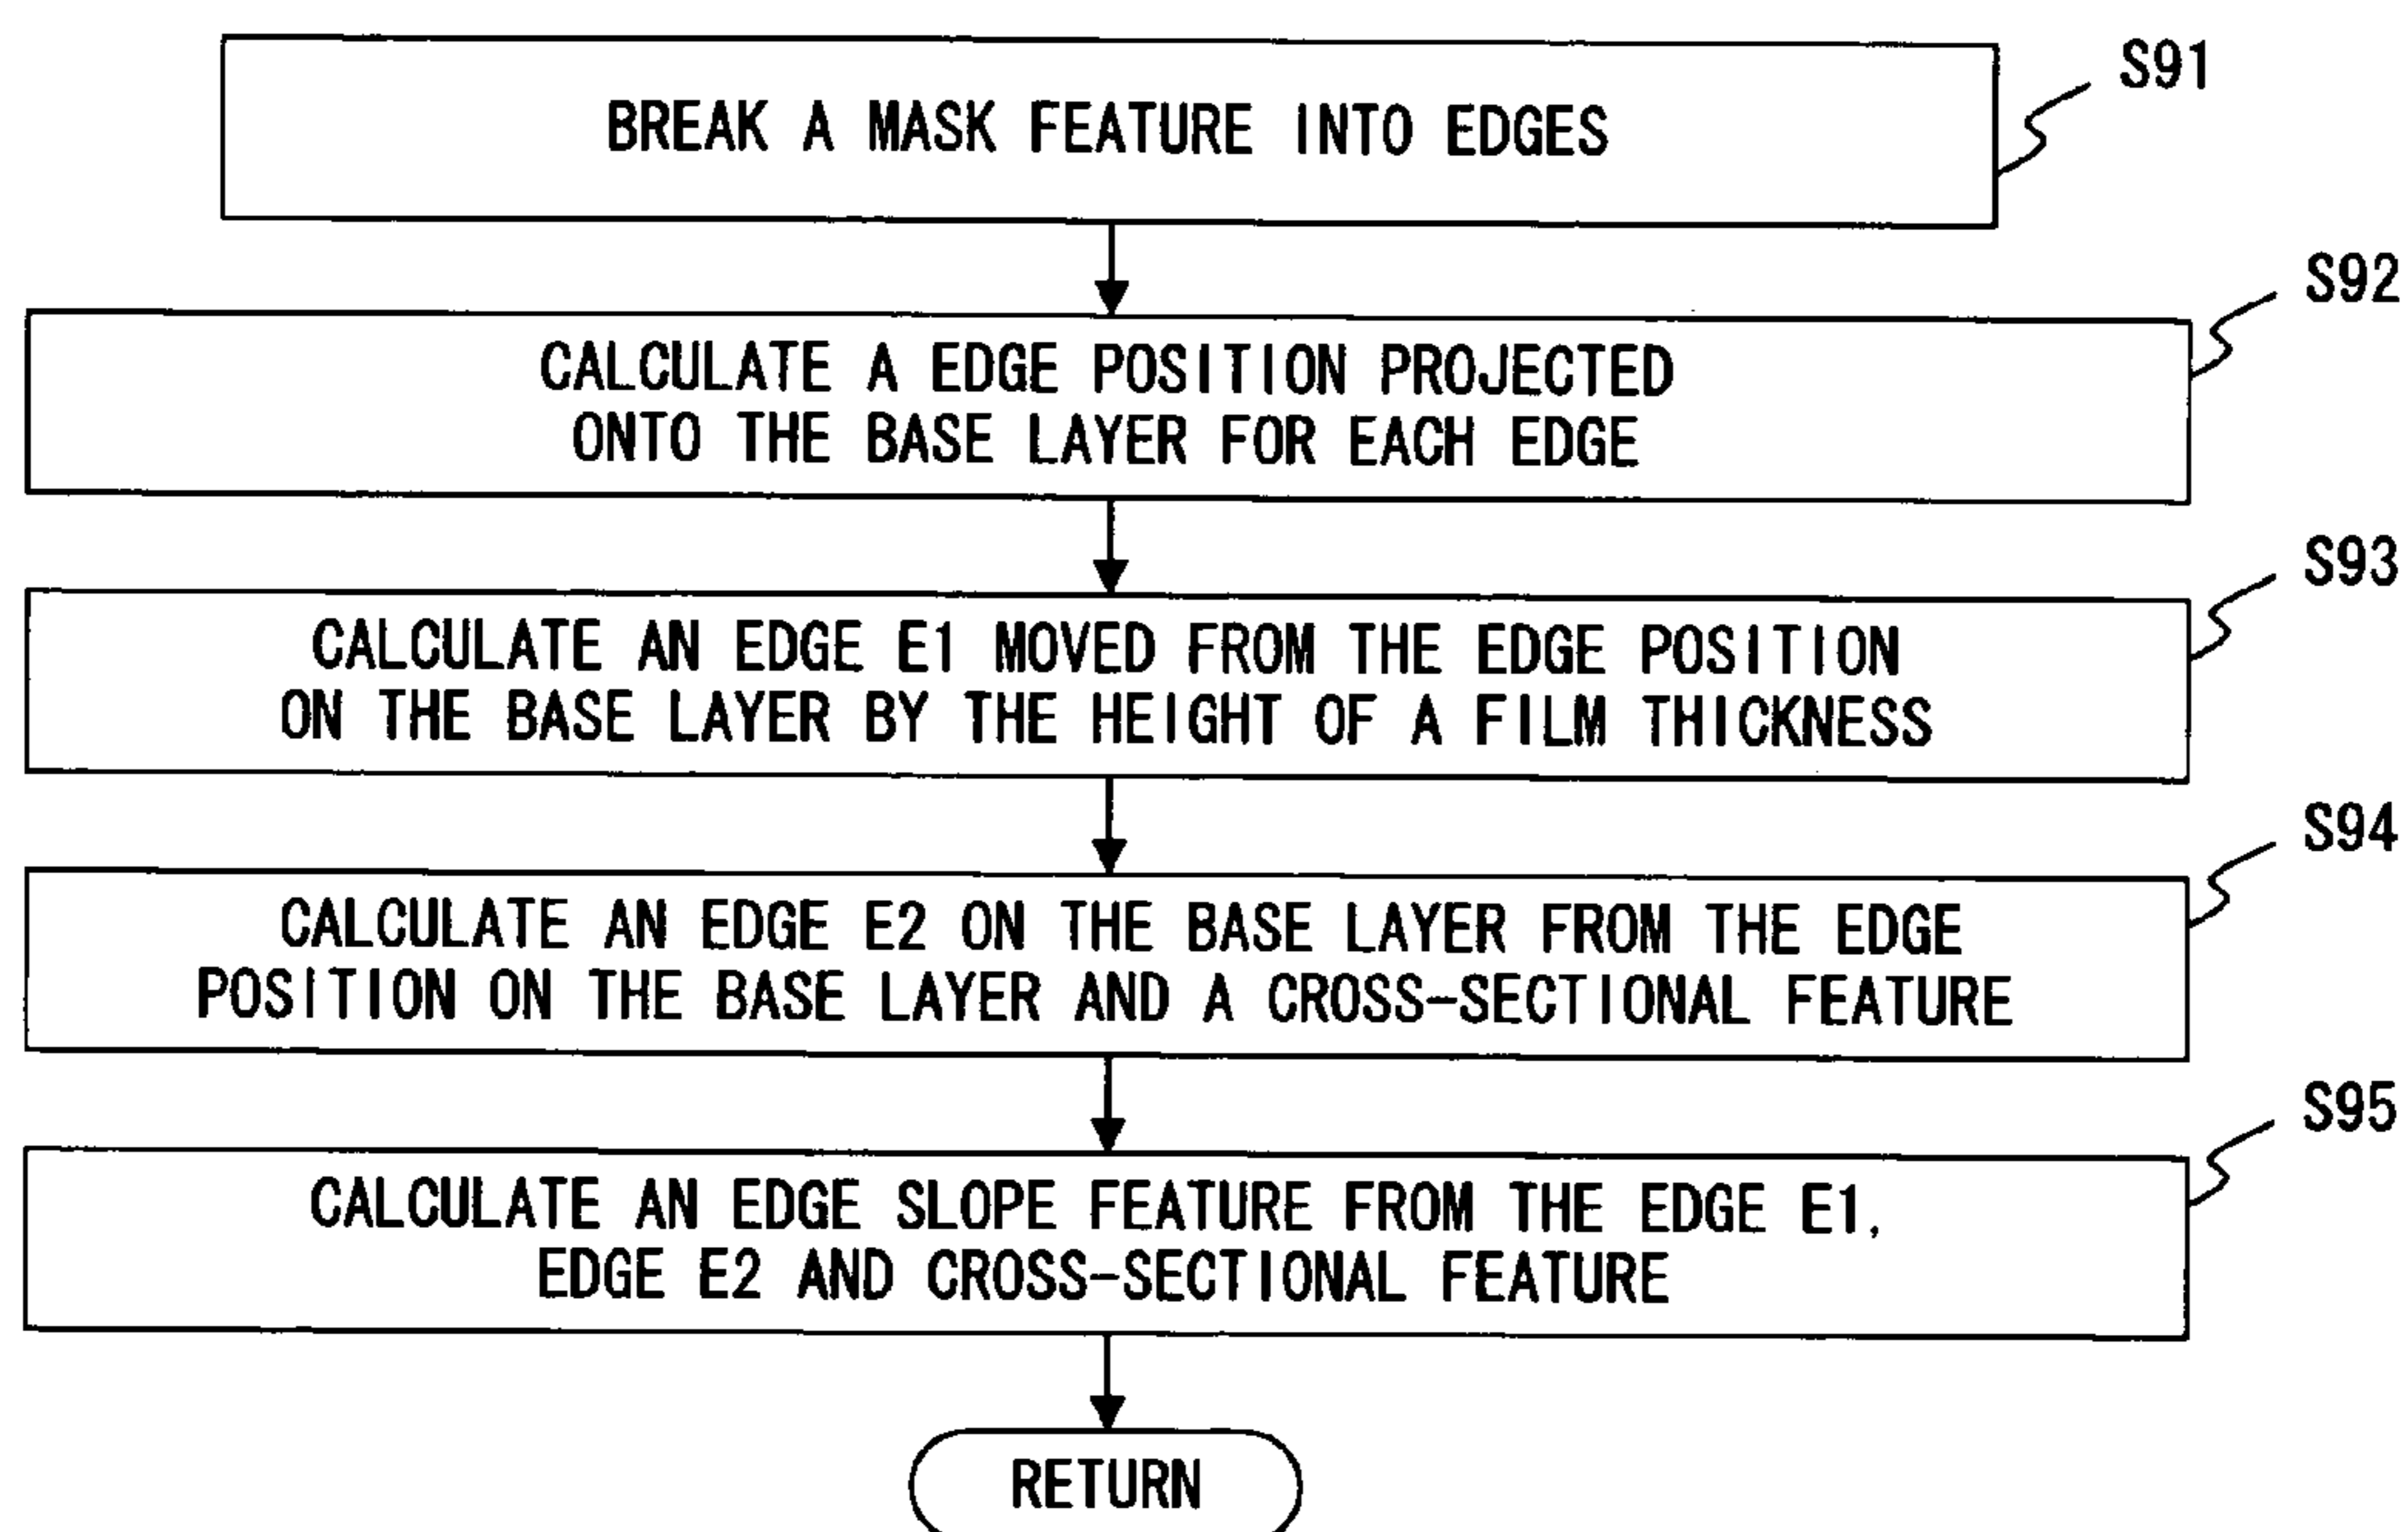 S91
BREAK A MASK FEATURE INTO EDGES
S92
CALCULATE A EDGE POSITION PROJECTED
ONTO THE BASE LAYER FOR EACH EDGE
S93
CALCULATE AN EDGE E1 MOVED FROM THE EDGE POSITION
ON THE BASE LAYER BY THE HEIGHT OF A FILM THICKNESS
S94
CALCULATE AN EDGE E2 ON THE BASE LAYER FROM THE EDGE
POSITION ON THE BASE LAYER AND A CROSS-SECTIONAL FEATURE
S95
CALCULATE AN EDGE SLOPE FEATURE FROM THE EDGE E1,
EDGE E2 AND CROSS-SECTIONAL FEATURE
RETURN